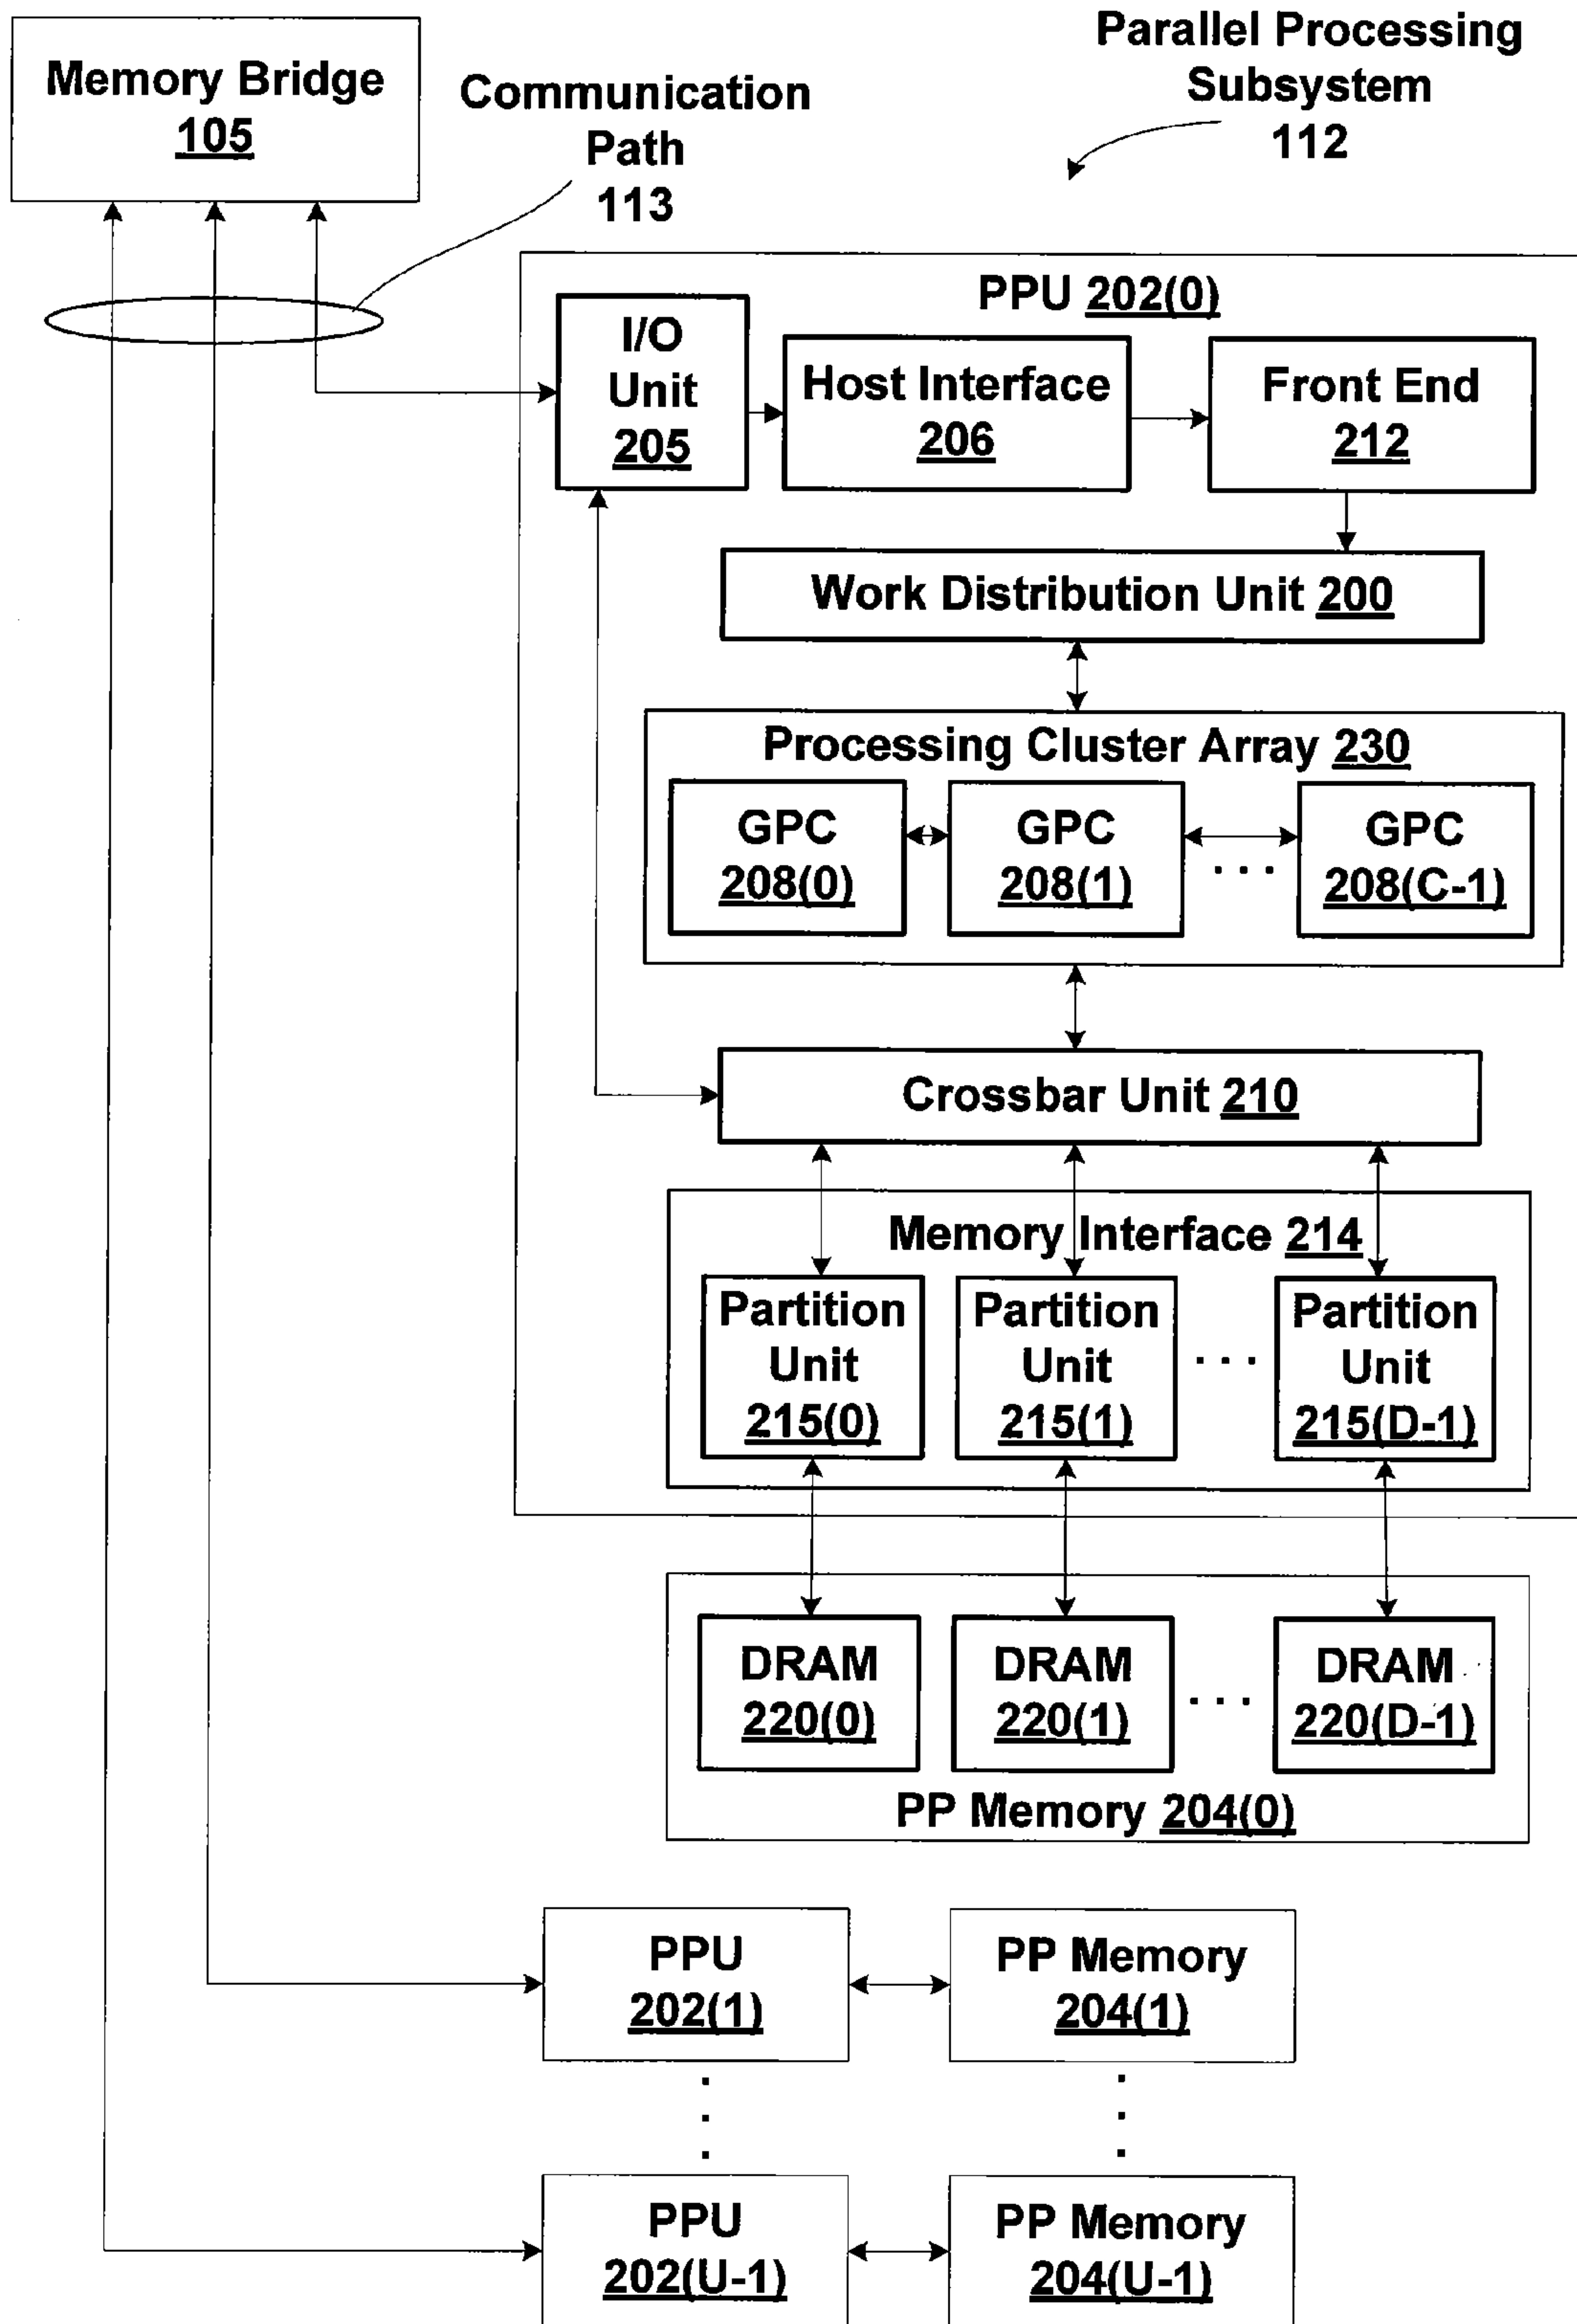 Memory Bridge
105
Communication
Path
113
Parallel Processing
Subsystem
112
PPU 202(0)
I/O
Unit
205
Host Interface
206
Front End
212
Work Distribution Unit 200
Processing Cluster Array 230
GPC
208(0)
GPC
208(1)
. . .
GPC
208(C-1)
Crossbar Unit 210
Memory Interface 214
Partition
Unit
215(0)
Partition
Unit
215(1)
. . .
Partition
Unit
215(D-1)
DRAM
220(0)
DRAM
220(1)
. . .
DRAM
220(D-1)
PP Memory 204(0)
PPU
202(1)
PP Memory
204(1)
PPU
202(U-1)
PP Memory
204(U-1)